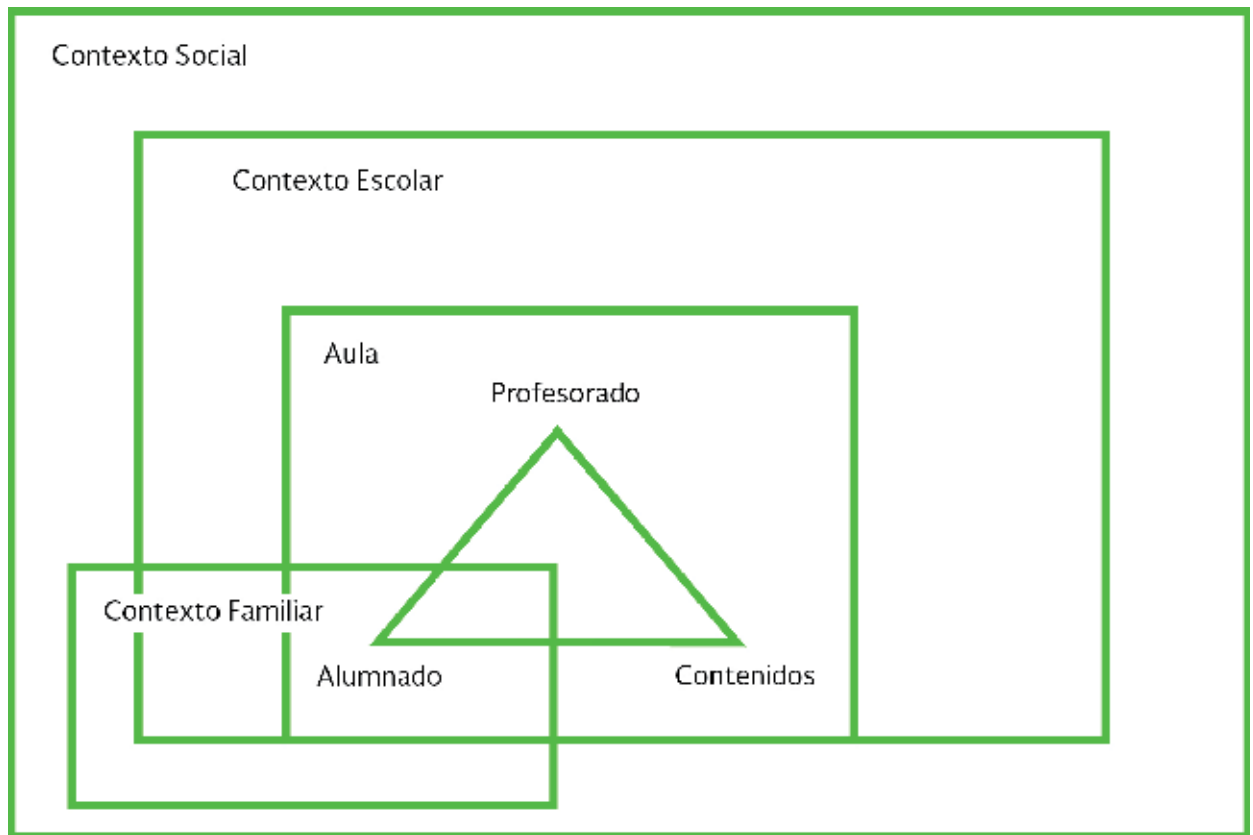 Contexto Social
Contexto Escolar
Aula
Profesorado
Contexto Familiar
Alumnado
Contenidos